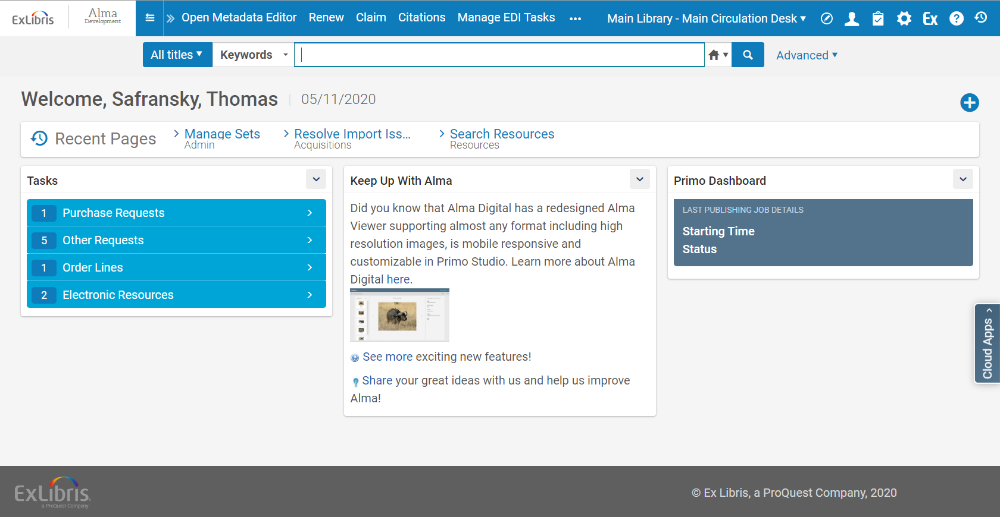 ExLibris
Alma
Development
Open Metadata Editor Renew Claim Citations Manage EDI Tasks ... Main Library - Main Circulation Desk Ex ?
All titles Keywords Advanced
Welcome, Safransky, Thomas 05/11/2020
Recent Pages
Manage Sets
Admin
Resolve Import Iss...
Acquisitions
Search Resources
Resources
Tasks
1 Purchase Requests
5 Other Requests
1 Order Lines
2 Electronic Resources
Keep Up With Alma
Did you know that Alma Digital has a redesigned Alma
Viewer supporting almost any format including high
resolution images, is mobile responsive and
customizable in Primo Studio. Learn more about Alma
Digital here.
See more exciting new features!
Share your great ideas with us and help us improve
Alma!
Primo Dashboard
LAST PUBLISHING JOB DETAILS
Starting Time
Status
Cloud Apps
ExLibris
a ProQuest Company
© Ex Libris, a ProQuest Company, 2020